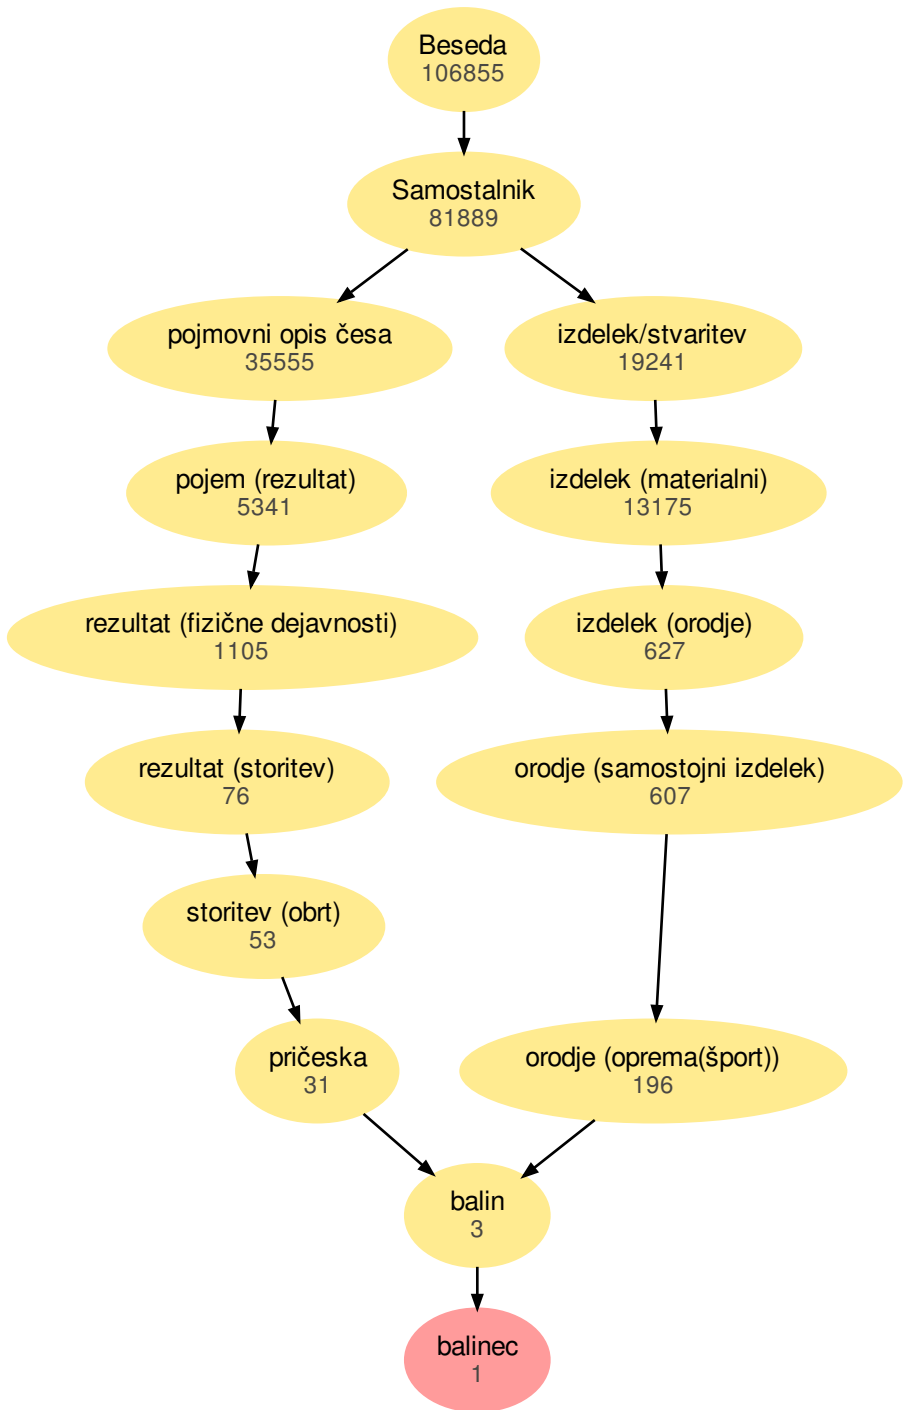 Beseda
106855
Samostalnik
81889
pojmovni opis česa
35555
izdelek/stvaritev
19241
pojem (rezultat)
5341
izdelek (materialni)
13175
rezultat (fizične dejavnosti)
1105
izdelek (orodje)
627
rezultat (storitev)
76
orodje (samostojni izdelek)
607
storitev (obrt)
53
pričeska
31
orodje (oprema(šport))
196
balin
3
balinec
1